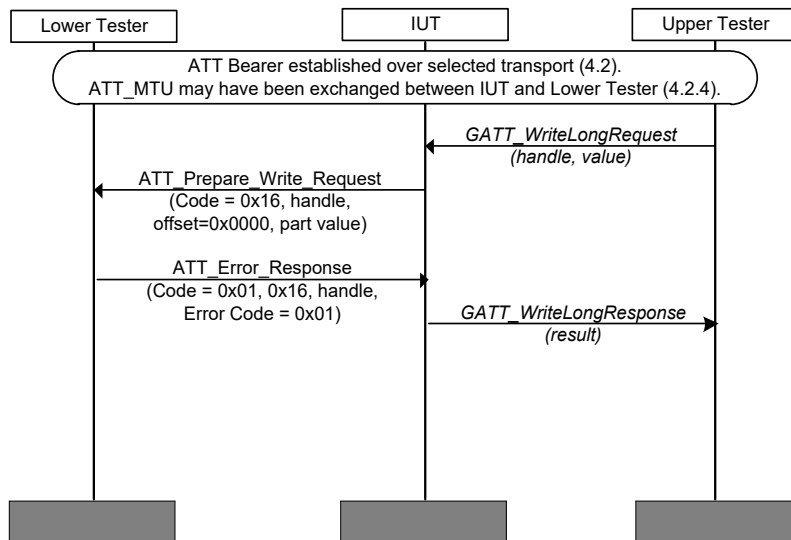 Lower Tester
IUT
Upper Tester
ATT Bearer established over selected transport (4.2).
ATT_MTU may have been exchanged between IUT and Lower Tester (4.2.4).
GATT_WriteLongRequest
(handle, value)
ATT_Prepare_Write_Request
(Code = 0x16, handle,
offset=0x0000, part value)
ATT_Error_Response
(Code = 0x01, 0x16, handle,
Error Code = 0x01)
GATT_WriteLongResponse
(result)